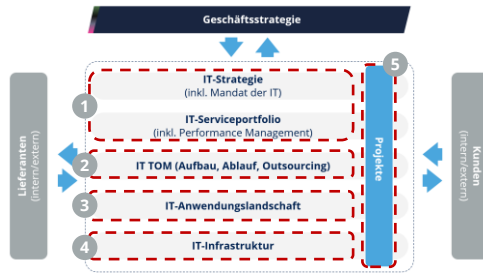 Geschäftsstrategie
5
IT-Strategie
(inkl. Mandat der IT)
1
IT-Serviceportfolio
(inkl. Performance Management)
2
IT TOM (Aufbau, Ablauf, Outsourcing)
3
IT-Anwendungslandschaft
4
IT-Infrastruktur
Projekte
Lieferanten
(intern/extern)
Kunden
(intern/extern)